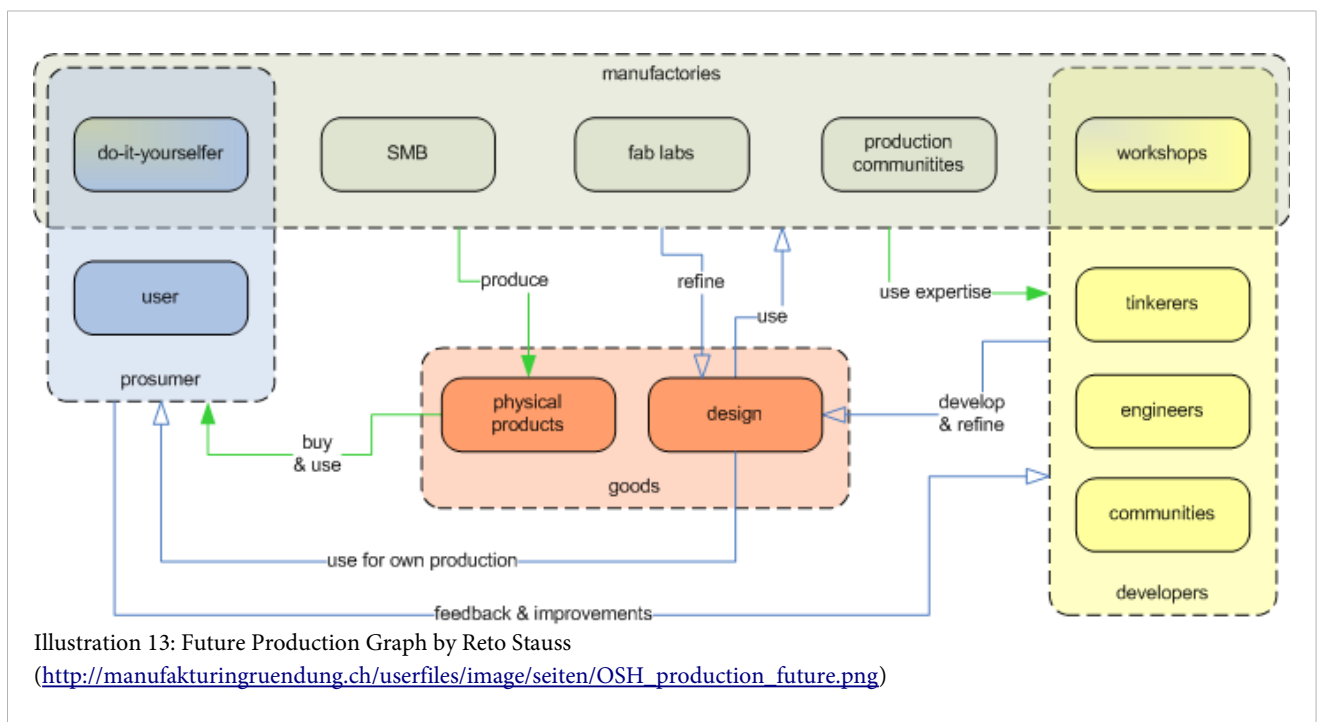 manufactories
do-it-yourselfer
SMB
fab labs
production
communitites
workshops
user
prosumer
produce
refine
use
use expertise
tinkerers
physical
products
design
develop
& refine
engineers
buy
& use
goods
communities
use for own production
developers
feedback & improvements
Illustration 13: Future Production Graph by Reto Stauss
(http://manufakturingruendung.ch/userfiles/image/seiten/OSH_production_future.png)